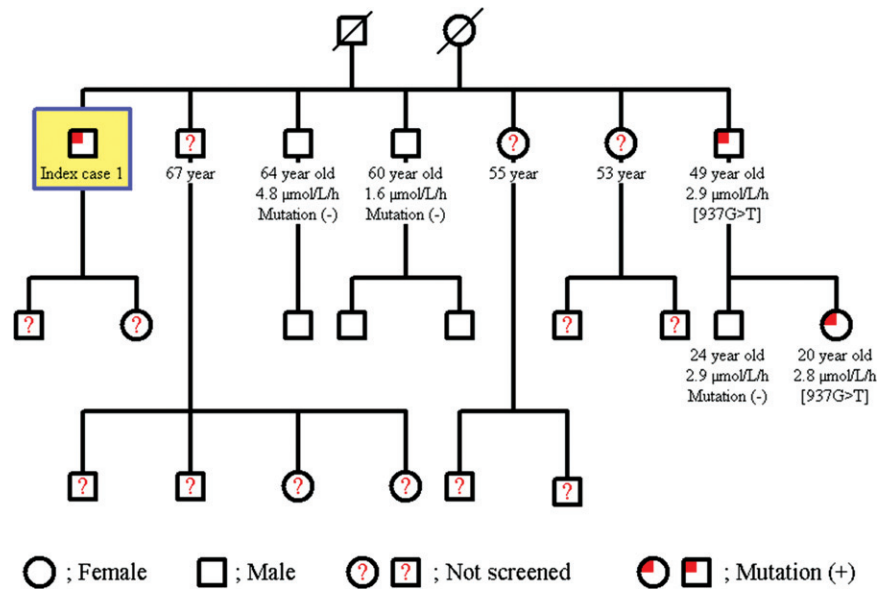 ?
?
?
Index case 1
67 year
64 year old
4.8 μmol/L/h
Mutation (-)
60 year old
1.6 μmol/L/h
Mutation (-)
55 year
53 year
49 year old
2.9 μmol/L/h
[937G>T]
?
?
?
?
24 year old
2.9 μmol/L/h
Mutation (-)
20 year old
2.8 μmol/L/h
[937G>T]
?
?
?
?
?
?
; Female
; Male
? ? ; Not screened
; Mutation (+)